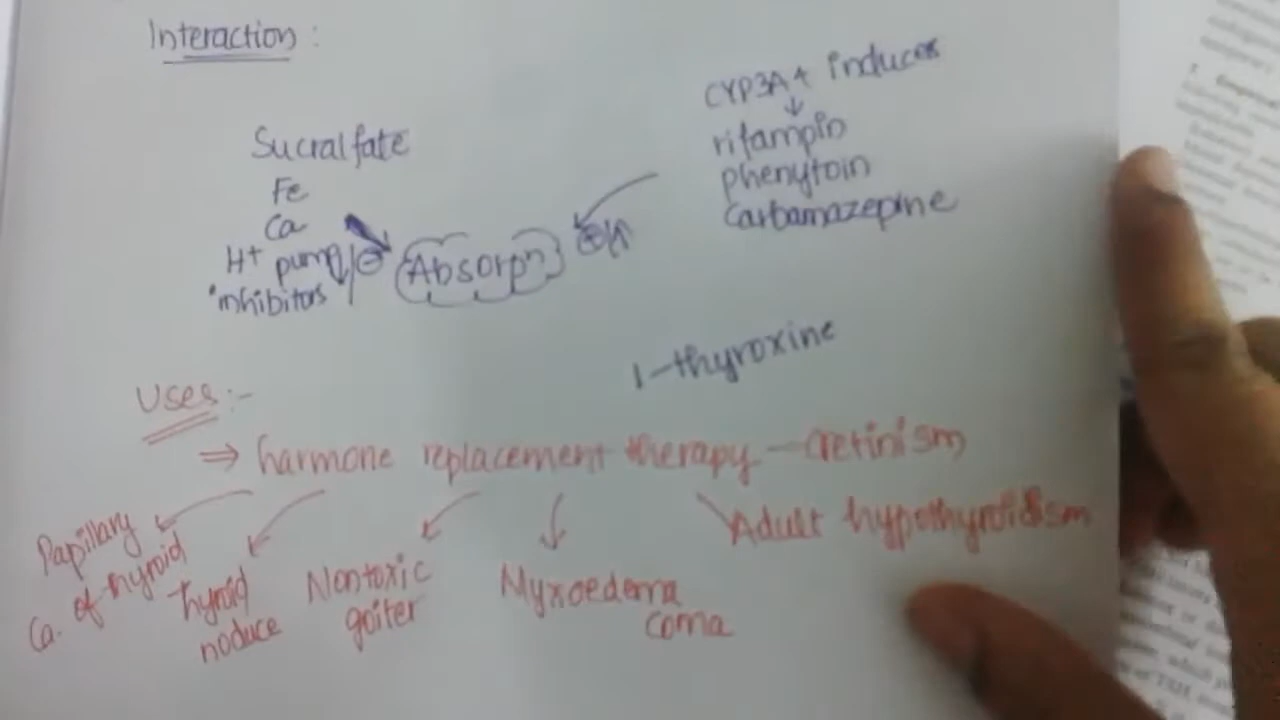 Interaction :
Sucralfate
Fe
Ca
H+ pump
inhibitors
⊖
Absorpn
CYP3A4 inducers
↓
rifampin
phenytoin
Carbamazepine
l-thyroxine
Uses :-
⇒ harmone replacement therapy - Cretinism
Papillary
Ca. of thyroid
Thyroid
noduce
Nontoxic
goiter
Myxoedema
coma
Adult hypothyroidism